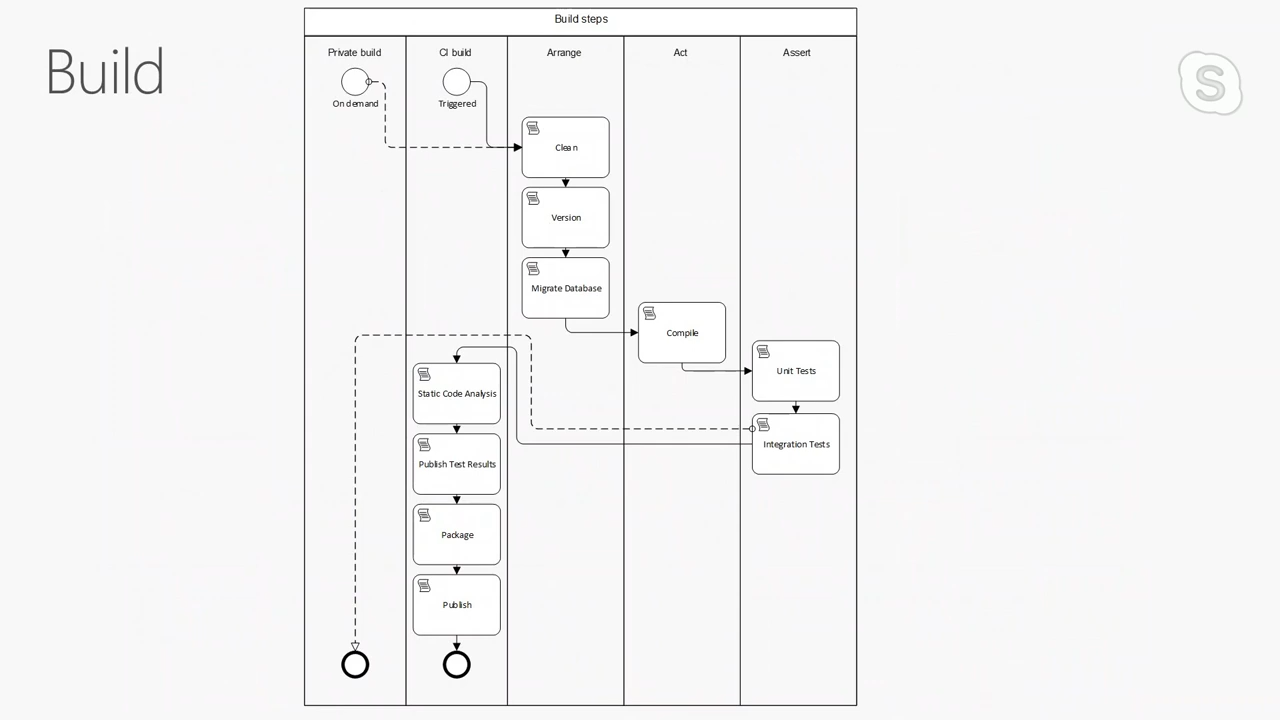 Build
Build steps
Private build
CI build
Arrange
Act
Assert
On demand
Triggered
Clean
Version
Migrate Database
Compile
Unit Tests
Static Code Analysis
Integration Tests
Publish Test Results
Package
Publish
S